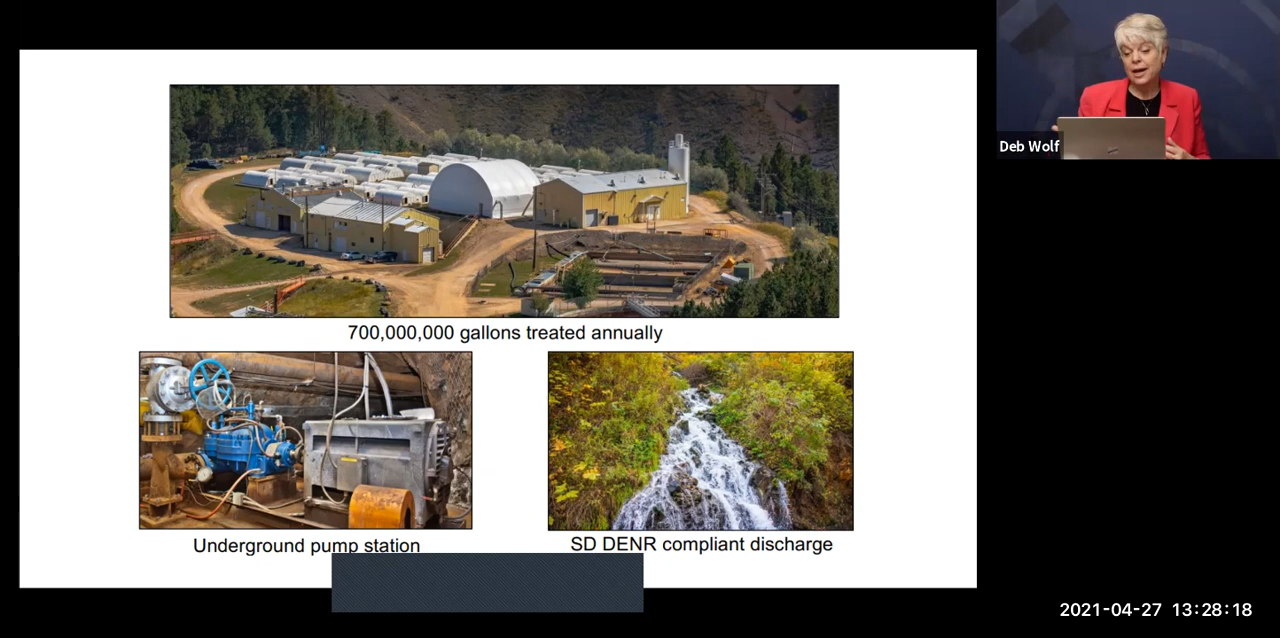 700,000,000 gallons treated annually
Underground pump station
SD DENR compliant discharge
Deb Wolf
2021-04-27 13:28:18